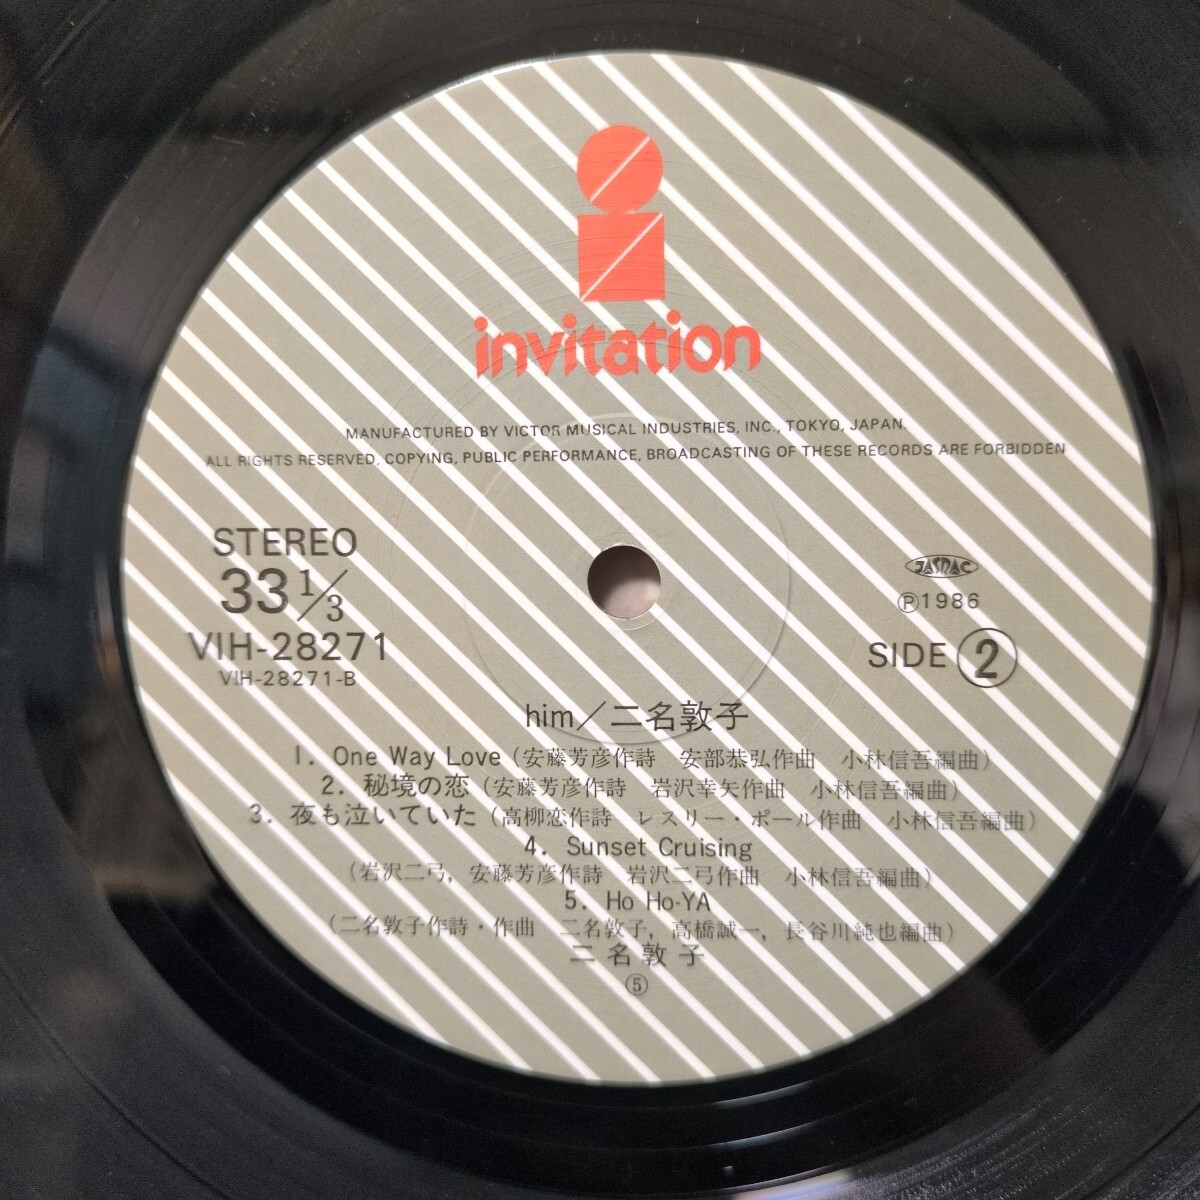 invitation
MANUFACTURED BY VICTOR MUSICAL INDUSTRIES, INC., TOKYO, JAPAN.
ALL RIGHTS RESERVED, COPYING, PUBLIC PERFORMANCE, BROADCASTING OF THESE RECORDS ARE FORBIDDEN
STEREO
33 1/3
VIH-28271
VIH-28271-B
JASRAC
Ⓟ1986
SIDE ②
him／二名敦子
1. One Way Love (安藤芳彦作詩　安部恭弘作曲　小林信吾編曲)
2. 秘境の恋 (安藤芳彦作詩　岩沢幸矢作曲　小林信吾編曲)
3. 夜も泣いていた (高柳恋作詩　レスリー・ポール作曲　小林信吾編曲)
4. Sunset Cruising
(岩沢二弓, 安藤芳彦作詩　岩沢二弓作曲　小林信吾編曲)
5. Ho Ho-YA
(二名敦子作詩・作曲　二名敦子, 高橋誠一, 長谷川純也編曲)
二名敦子
⑤